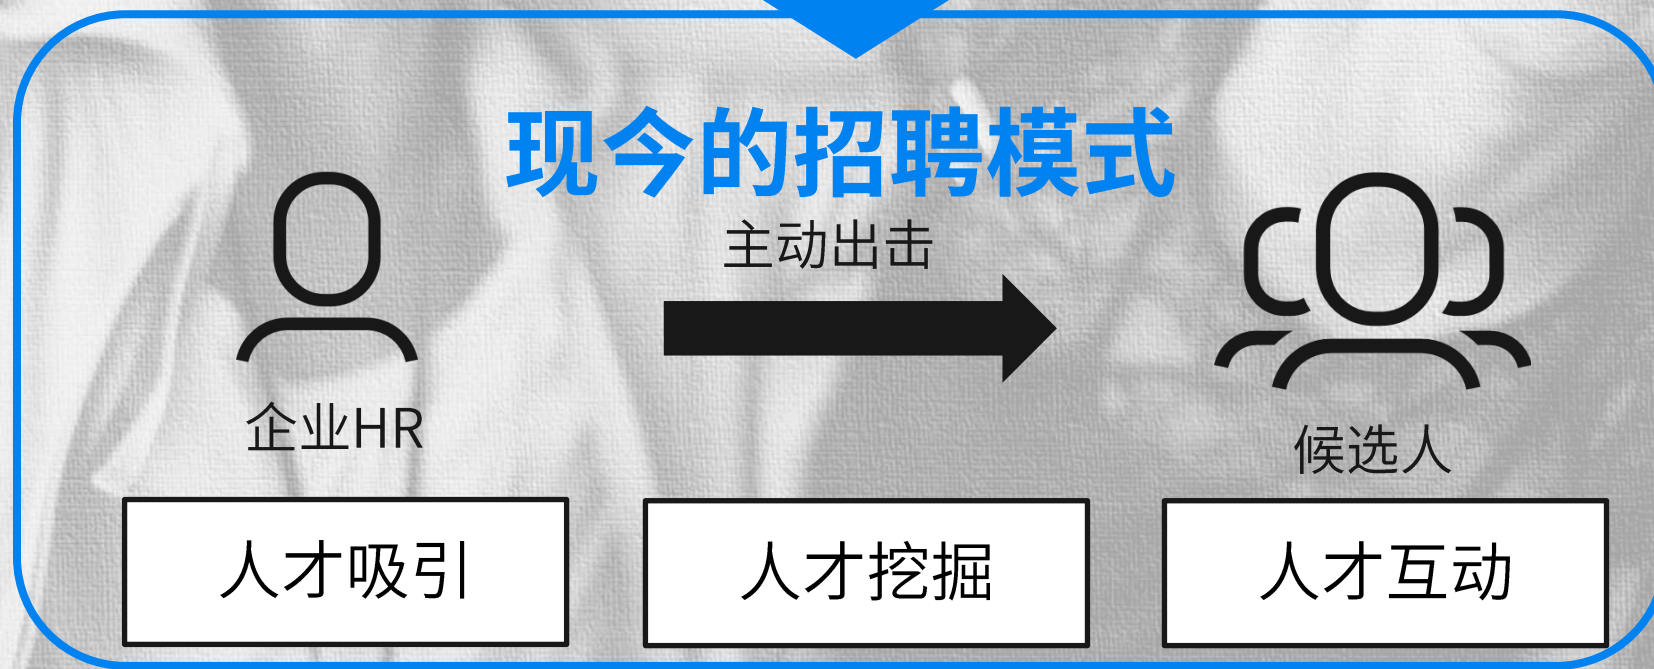 现今的招聘模式
主动出击
企业HR
候选人
人才吸引
人才挖掘
人才互动